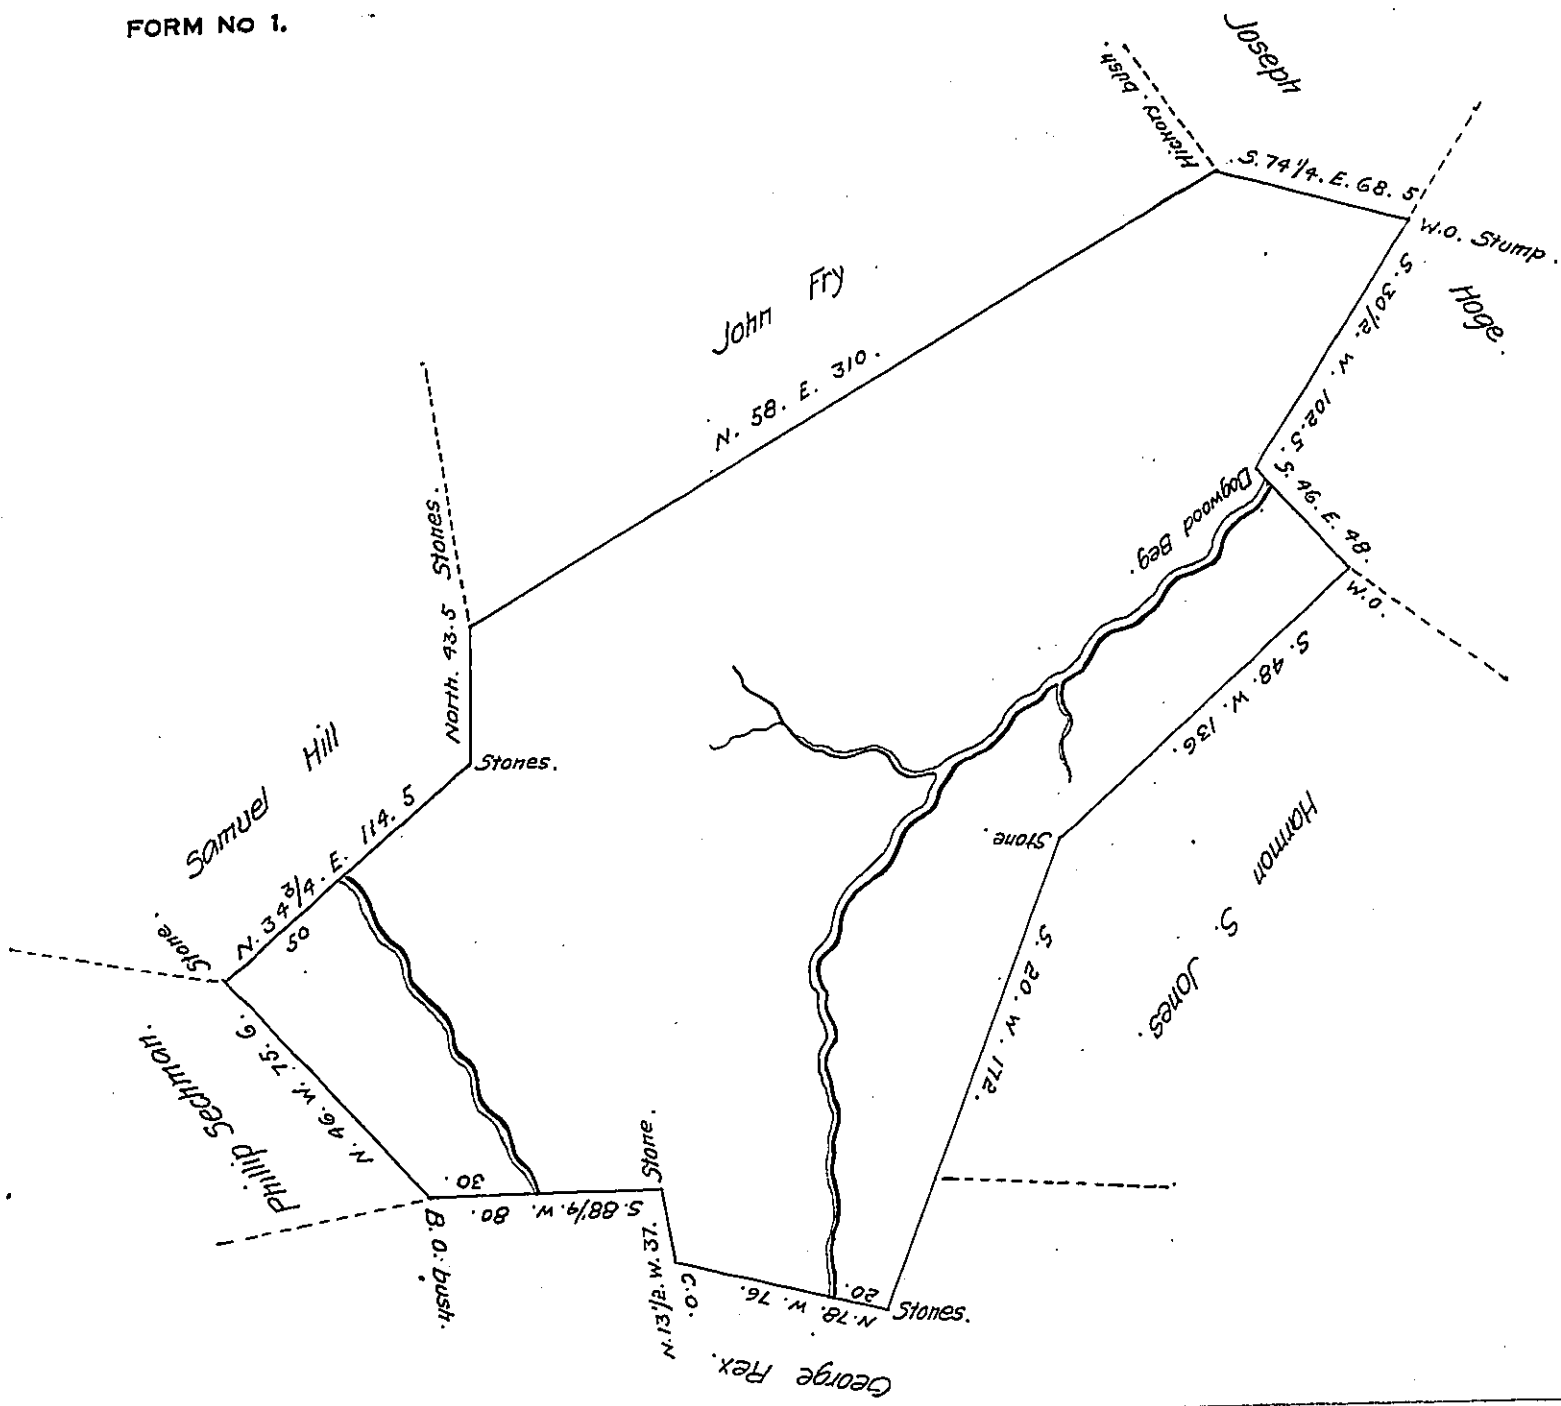 FORM NO 1.
Joseph
Hickory. bush.
S. 74 1/4. E. 68. 5
W.O. Stump.
Hoge.
S. 30 1/2. W. 102.5.
John Fry
N. 58. E. 310.
Stones.
North. 43.5
Dogwood Beg.
S. 46. E. 48.
W.O.
S. 48. W. 136.
Samuel Hill
Stones.
N. 34 3/4. E. 114. 5
50
Stone.
Harmon S. Jones.
Stone.
S. 20. W. 172.
Phillip Sechman.
N. 46. W. 75. 6.
30.
S. 88 1/4. W. 80.
Stone.
B.O. bush.
N. 13 1/2. W. 37.
C.O.
N. 78. W. 76.
20.
Stones.
George Rex.